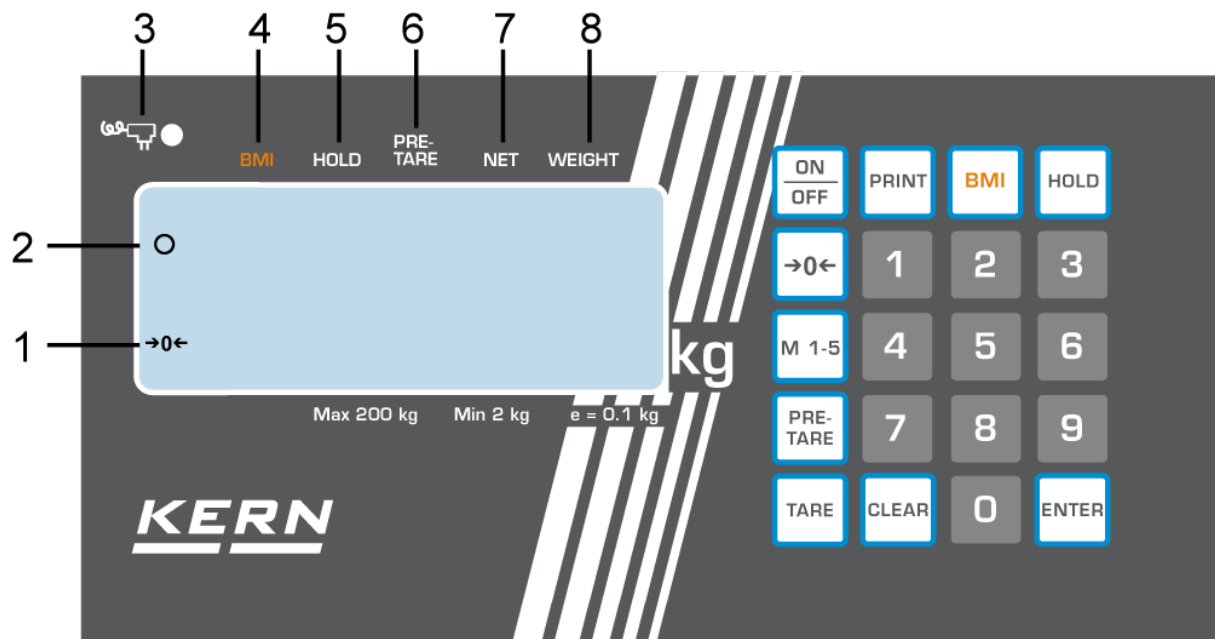 3 4 5 6 7 8
BMI HOLD PRE-TARE NET WEIGHT
2
1 →0←
kg
Max 200 kg Min 2 kg e = 0.1 kg
KERN
ON
OFF
PRINT BMI HOLD
→0← 1 2 3
M 1-5 4 5 6
PRE-
TARE
7 8 9
TARE CLEAR 0 ENTER